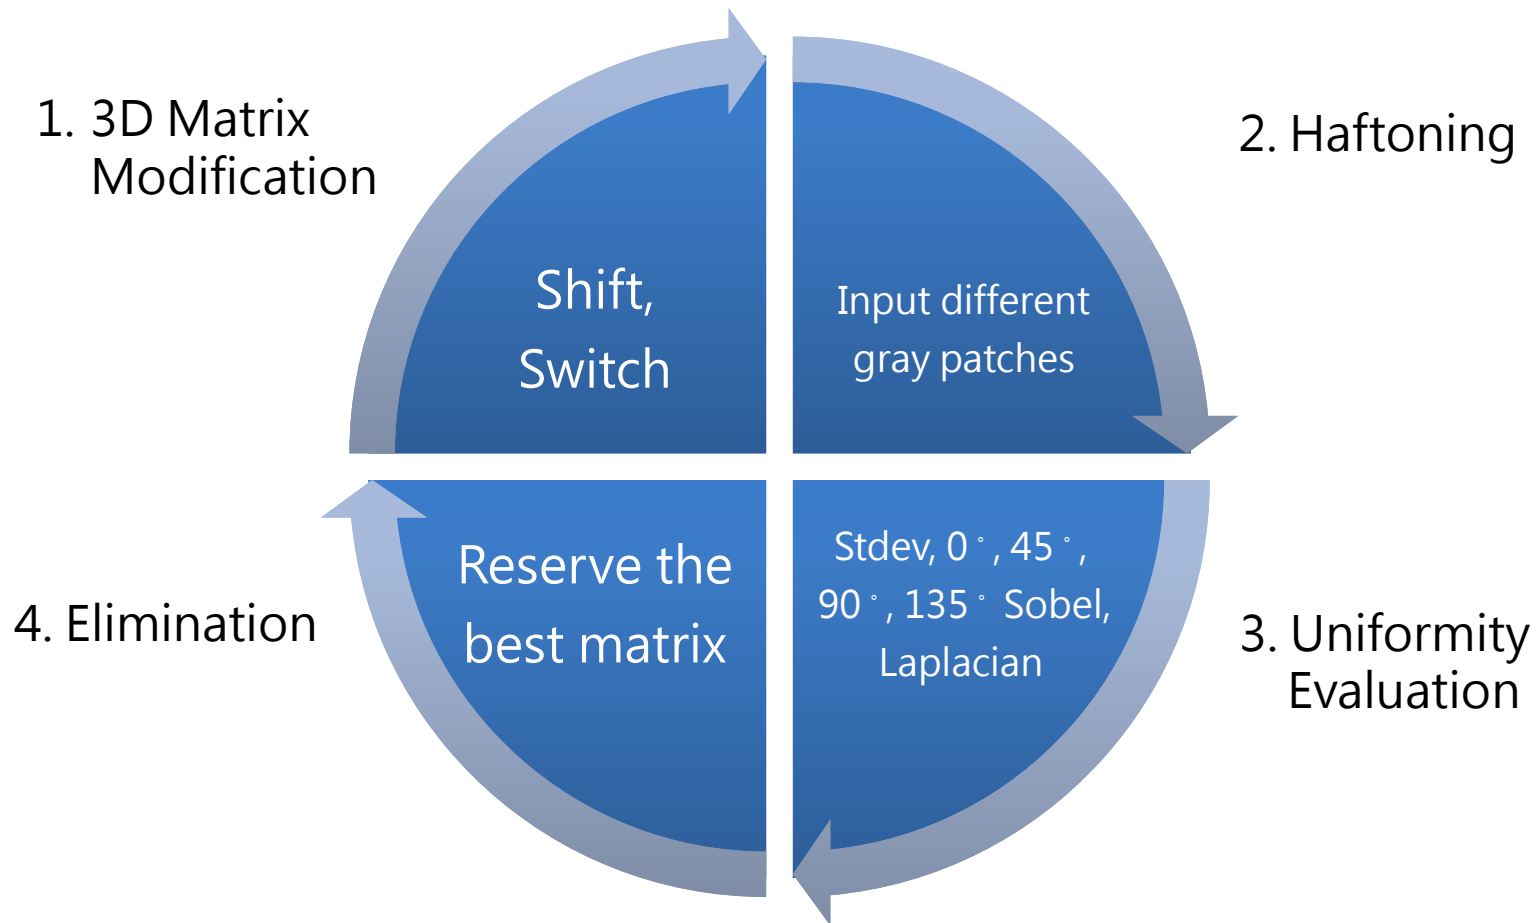 1. 3D Matrix
Modification
2. Haftoning
Shift,
Switch
Input different
gray patches
Reserve the
best matrix
Stdev, 0°, 45°,
90°, 135° Sobel,
Laplacian
4. Elimination
3. Uniformity
Evaluation